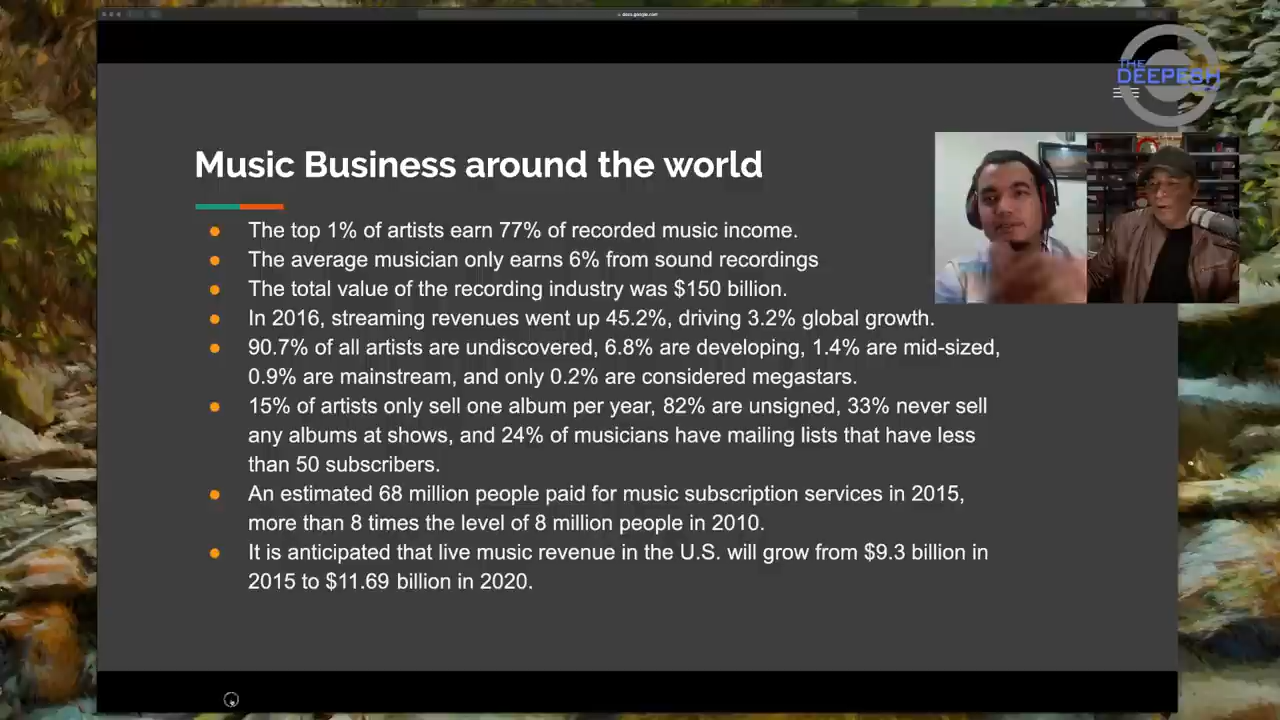 docs.google.com
THE
DEEPESH
Music Business around the world
The top 1% of artists earn 77% of recorded music income.
The average musician only earns 6% from sound recordings
The total value of the recording industry was $150 billion.
In 2016, streaming revenues went up 45.2%, driving 3.2% global growth.
90.7% of all artists are undiscovered, 6.8% are developing, 1.4% are mid-sized,
0.9% are mainstream, and only 0.2% are considered megastars.
15% of artists only sell one album per year, 82% are unsigned, 33% never sell
any albums at shows, and 24% of musicians have mailing lists that have less
than 50 subscribers.
An estimated 68 million people paid for music subscription services in 2015,
more than 8 times the level of 8 million people in 2010.
It is anticipated that live music revenue in the U.S. will grow from $9.3 billion in
2015 to $11.69 billion in 2020.